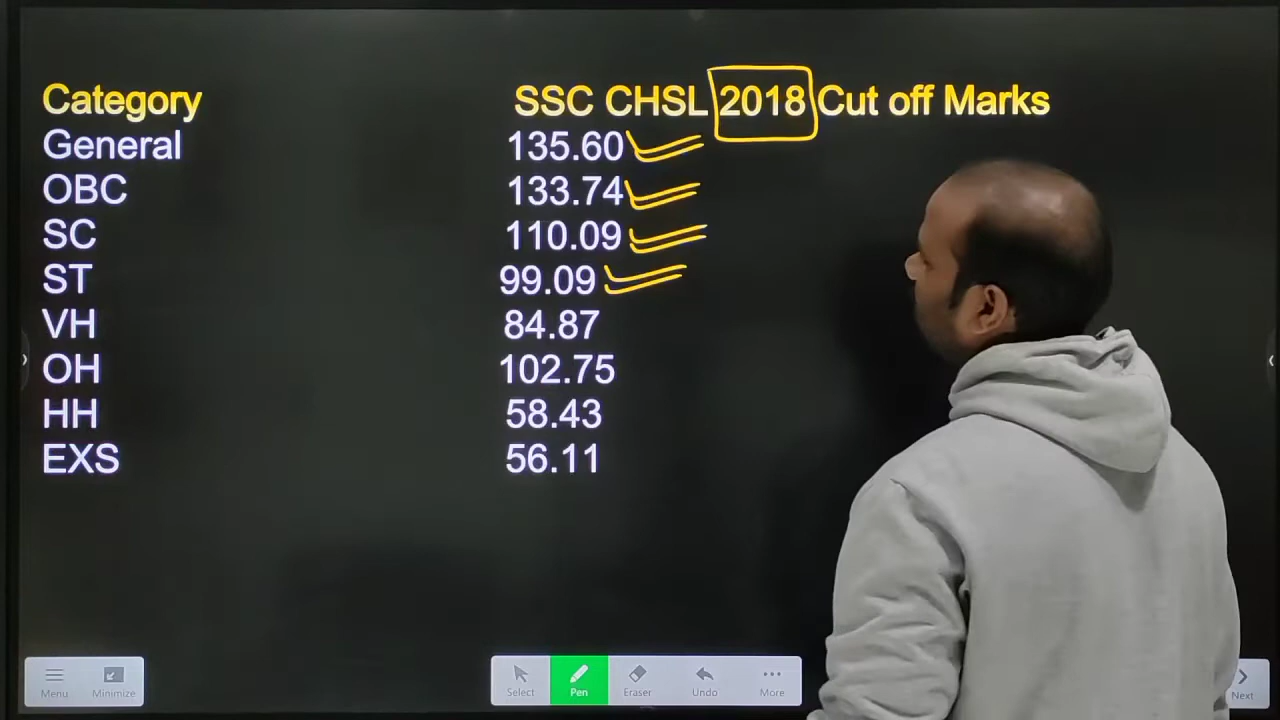 Category SSC CHSL 2018 Cut off Marks
General 135.60
OBC 133.74
SC 110.09
ST 99.09
VH 84.87
OH 102.75
HH 58.43
EXS 56.11
Menu Minimize Select Pen Eraser Undo More Next